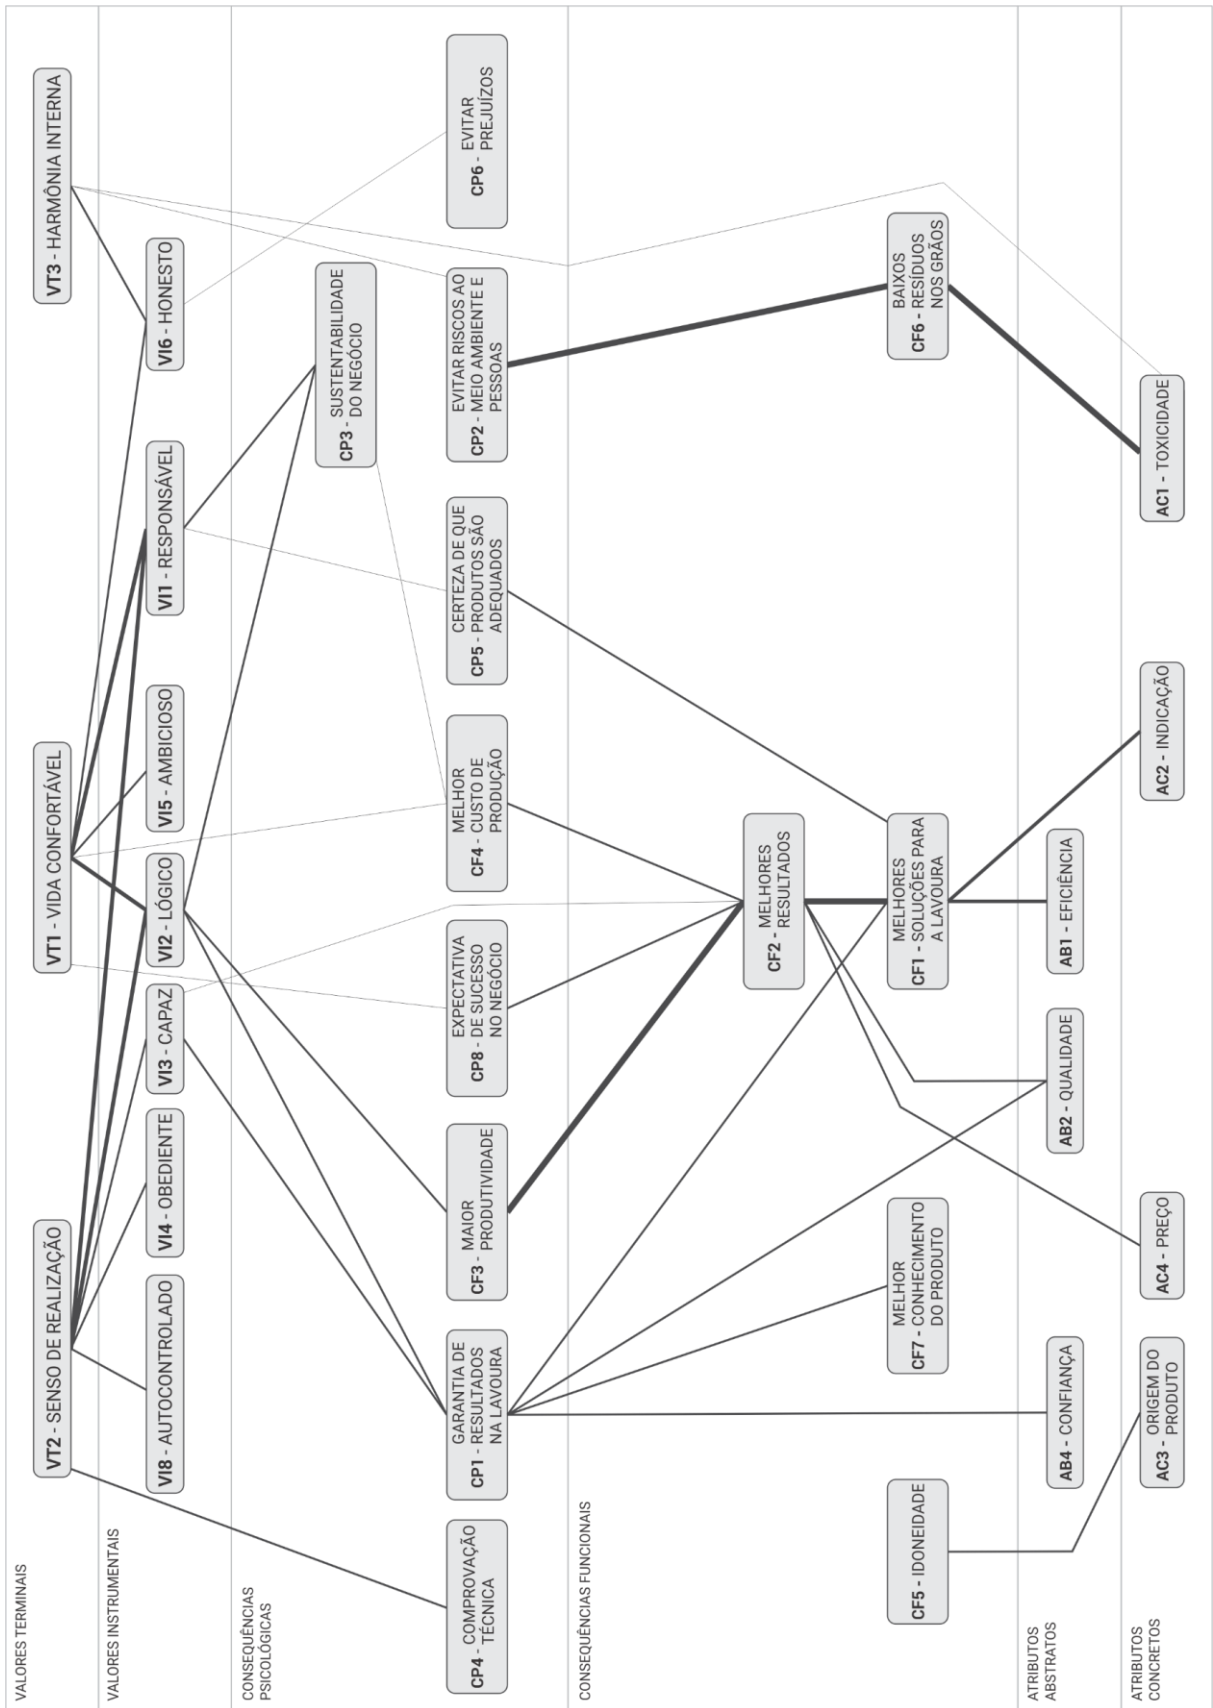 VALORES TERMINAIS
VT2 - SENSO DE REALIZAÇÃO
VT1 - VIDA CONFORTÁVEL
VT3 - HARMÔNIA INTERNA
VALORES INSTRUMENTAIS
VI8 - AUTOCONTROLADO
VI4 - OBEDIENTE
VI3 - CAPAZ
VI2 - LÓGICO
VI5 - AMBICIOSO
VI1 - RESPONSÁVEL
VI6 - HONESTO
CONSEQUÊNCIAS
PSICOLÓGICAS
SUSTENTABILIDADE
CP3 - DO NEGÓCIO
COMPROVAÇÃO
CP4 - TÉCNICA
GARANTIA DE
CP1 - RESULTADOS
NA LAVOURA
MAIOR
CF3 - PRODUTIVIDADE
EXPECTATIVA
CP8 - DE SUCESSO
NO NEGÓCIO
MELHOR
CF4 - CUSTO DE
PRODUÇÃO
CERTEZA DE QUE
CP5 - PRODUTOS SÃO
ADEQUADOS
EVITAR RISCOS AO
CP2 - MEIO AMBIENTE E
PESSOAS
EVITAR
CP6 - PREJUÍZOS
CONSEQUÊNCIAS FUNCIONAIS
MELHORES
CF2 - RESULTADOS
CF5 - IDONEIDADE
MELHOR
CF7 - CONHECIMENTO
DO PRODUTO
MELHORES
CF1 - SOLUÇÕES PARA
A LAVOURA
BAIXOS
CF6 - RESÍDUOS
NOS GRÃOS
ATRIBUTOS
ABSTRATOS
AB4 - CONFIANÇA
AB2 - QUALIDADE
AB1 - EFICIÊNCIA
ATRIBUTOS
CONCRETOS
AC3 - ORIGEM DO
PRODUTO
AC4 - PREÇO
AC2 - INDICAÇÃO
AC1 - TOXICIDADE